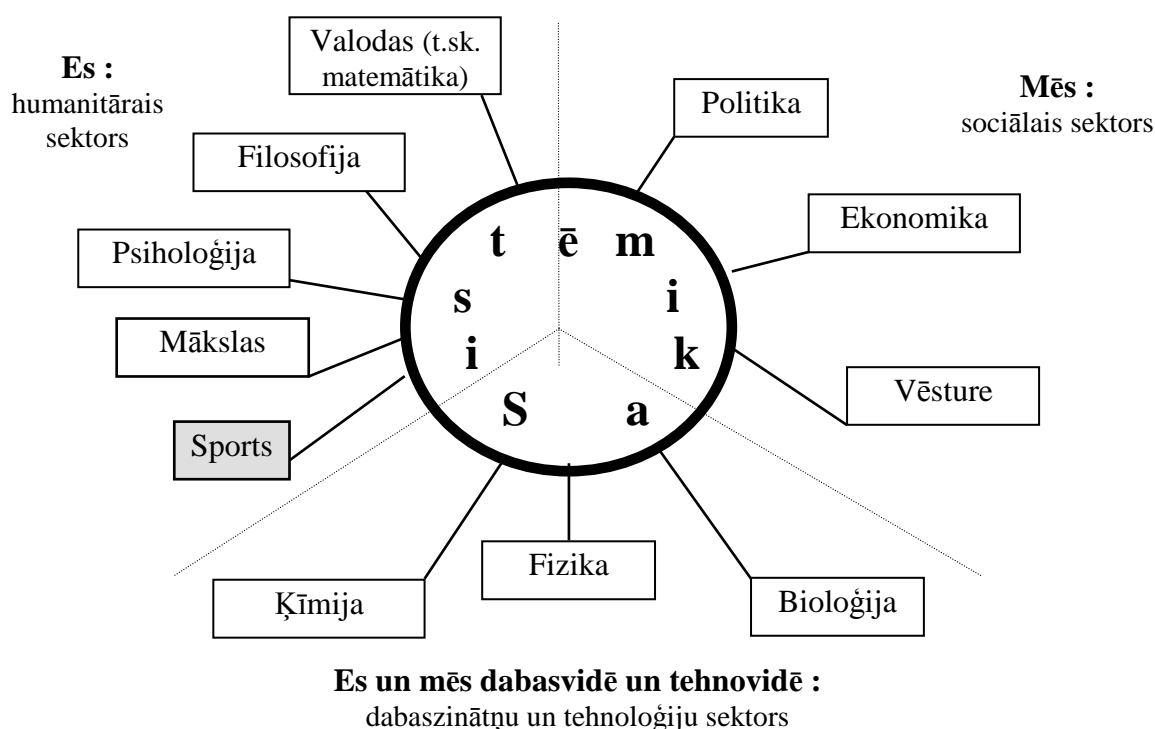 Es :
humanitārais
sektors
Valodas (t.sk.
matemātika)
Politika
Mēs :
sociālais sektors
Filosofija
Ekonomika
Psiholoģija
Mākslas
Sports
Sistēmika
Vēsture
Ķīmija
Fizika
Bioloģija
Es un mēs dabasvidē un tehnovidē :
dabaszinātņu un tehnoloģiju sektors